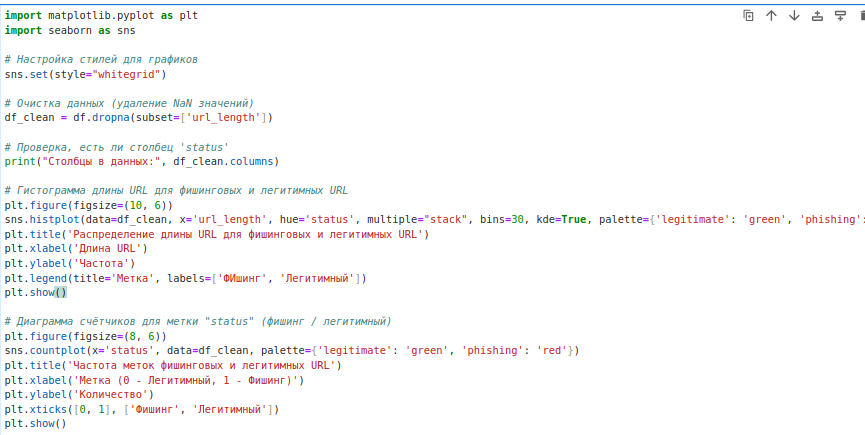 import matplotlib.pyplot as plt
import seaborn as sns
# Настройка стилей для графиков
sns.set(style="whitegrid")
# Очистка данных (удаление NaN значений)
df_clean = df.dropna(subset=['url_length'])
# Проверка, есть ли столбец 'status'
print("Столбцы в данных:", df_clean.columns)
# Гистограмма длины URL для фишинговых и легитимных URL
plt.figure(figsize=(10, 6))
sns.histplot(data=df_clean, x='url_length', hue='status', multiple="stack", bins=30, kde=True, palette={'legitimate': 'green', 'phishing':
plt.title('Распределение длины URL для фишинговых и легитимных URL')
plt.xlabel('Длина URL')
plt.ylabel('Частота')
plt.legend(title='Метка', labels=['ФИшинг', 'Легитимный'])
plt.show()
# Диаграмма счётчиков для метки "status" (фишинг / легитимный)
plt.figure(figsize=(8, 6))
sns.countplot(x='status', data=df_clean, palette={'legitimate': 'green', 'phishing': 'red'})
plt.title('Частота меток фишинговых и легитимных URL')
plt.xlabel('Метка (0 - Легитимный, 1 - Фишинг)')
plt.ylabel('Количество')
plt.xticks([0, 1], ['Фишинг', 'Легитимный'])
plt.show()